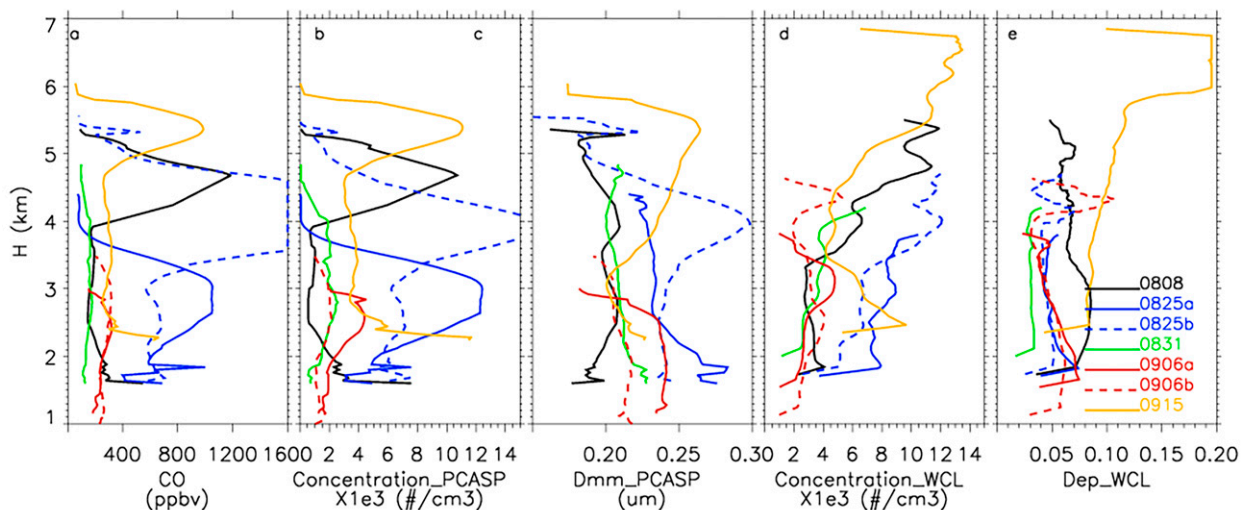 a b c d e
H (km)
7
6
5
4
3
2
1
400 800 1200 1600
2 4 6 8 10 12 14
0.20 0.25 0.30
2 4 6 8 10 12 14
0.05 0.10 0.15 0.20
CO
(ppbv)
Concentration_PCASP
X1e3 (#/cm3)
Dmm_PCASP
(um)
Concentration_WCL
X1e3 (#/cm3)
Dep_WCL
0808
0825a
0825b
0831
0906a
0906b
0915